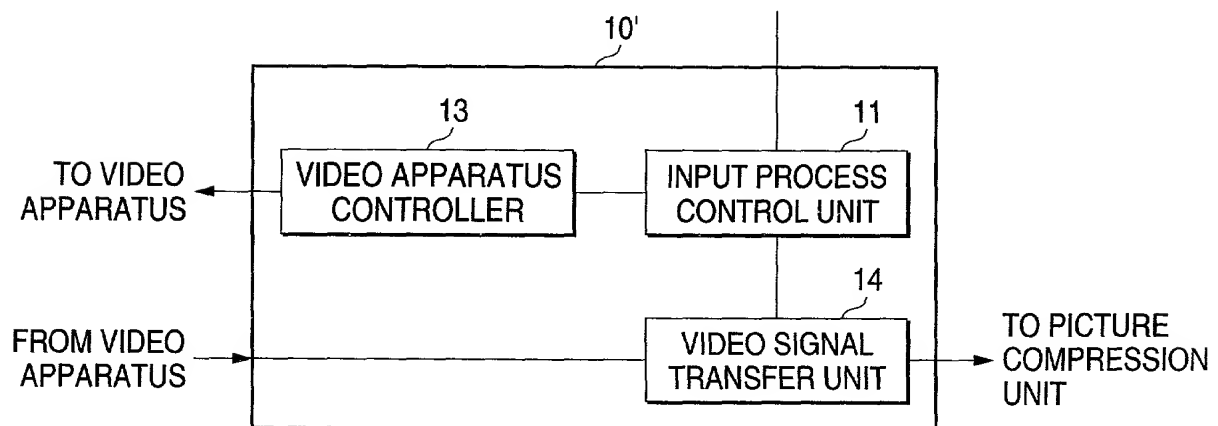 10'
13
11
TO VIDEO
APPARATUS
VIDEO APPARATUS
CONTROLLER
INPUT PROCESS
CONTROL UNIT
14
FROM VIDEO
APPARATUS
VIDEO SIGNAL
TRANSFER UNIT
TO PICTURE
COMPRESSION
UNIT